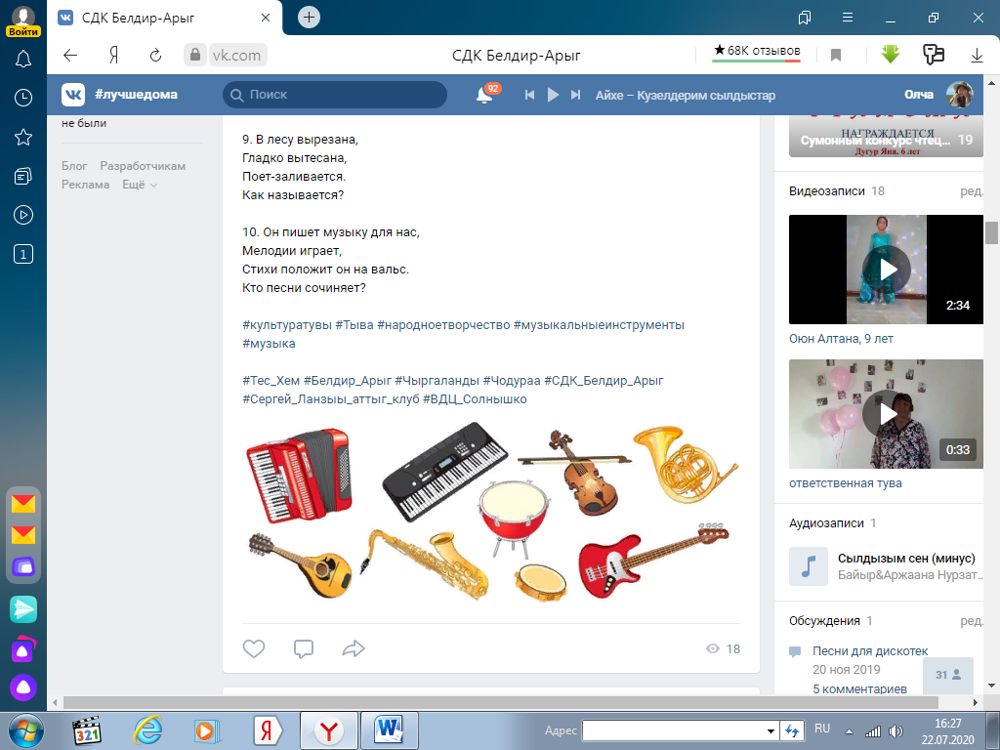 Войти
СДК Белдир-Арыг
vk.com
СДК Белдир-Арыг
★ 68К отзывов
#лучшедома
Поиск
92
Айхе – Кузелдерим сылдыстар
Олча
1
не были
Блог Разработчикам
Реклама Ещё
9. В лесу вырезана,
Гладко вытесана,
Поет-заливается.
Как называется?
10. Он пишет музыку для нас,
Мелодии играет,
Стихи положит он на вальс.
Кто песни сочиняет?
#культуратувы #Тыва #народноетворчество #музыкальныеинструменты
#музыка
#Тес_Хем #Белдир_Арыг #Чыргаланды #Чодураа #СДК_Белдир_Арыг
#Сергей_Ланзыы_аттыг_клуб #ВДЦ_Солнышко
18
НАГРАЖДАЕТСЯ
Сумонный конкурс чтец... 19
Дугур Яна, 6 лет
Видеозаписи 18 ред.
2:34
Оюн Алтана, 9 лет
0:33
ответственная тува
Аудиозаписи 1
Сылдызым сен (минус)
Байыр&Аржаана Нурзат...
Обсуждения 1 ред.
Песни для дискотек
20 ноя 2019
5 комментариев
31
321
Адрес
RU
16:27
22.07.2020